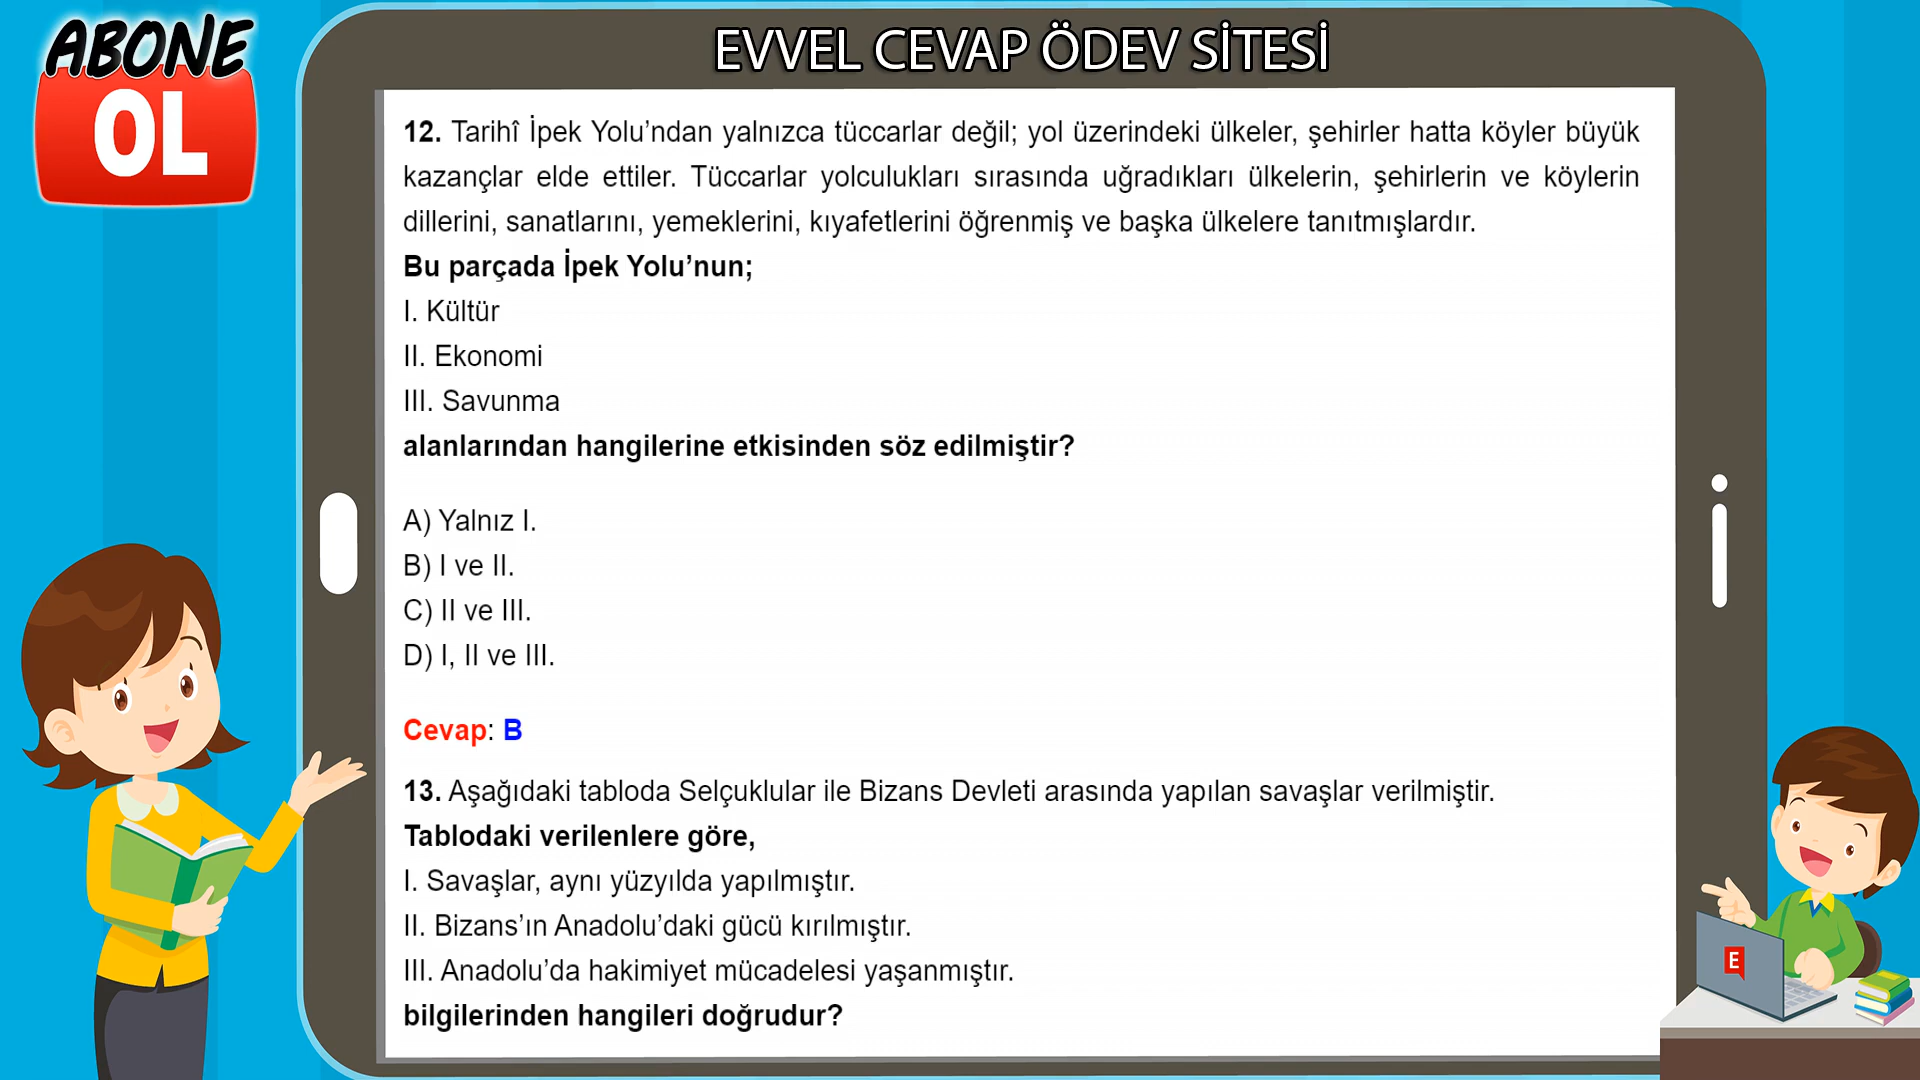 ABONE
OL
EVVEL CEVAP ÖDEV SİTESİ
12. Tarihî İpek Yolu’ndan yalnızca tüccarlar değil; yol üzerindeki ülkeler, şehirler hatta köyler büyük
kazançlar elde ettiler. Tüccarlar yolculukları sırasında uğradıkları ülkelerin, şehirlerin ve köylerin
dillerini, sanatlarını, yemeklerini, kıyafetlerini öğrenmiş ve başka ülkelere tanıtmışlardır.
Bu parçada İpek Yolu’nun;
I. Kültür
II. Ekonomi
III. Savunma
alanlarından hangilerine etkisinden söz edilmiştir?
A) Yalnız I.
B) I ve II.
C) II ve III.
D) I, II ve III.
Cevap: B
13. Aşağıdaki tabloda Selçuklular ile Bizans Devleti arasında yapılan savaşlar verilmiştir.
Tablodaki verilenlere göre,
I. Savaşlar, aynı yüzyılda yapılmıştır.
II. Bizans’ın Anadolu’daki gücü kırılmıştır.
III. Anadolu’da hakimiyet mücadelesi yaşanmıştır.
bilgilerinden hangileri doğrudur?
E